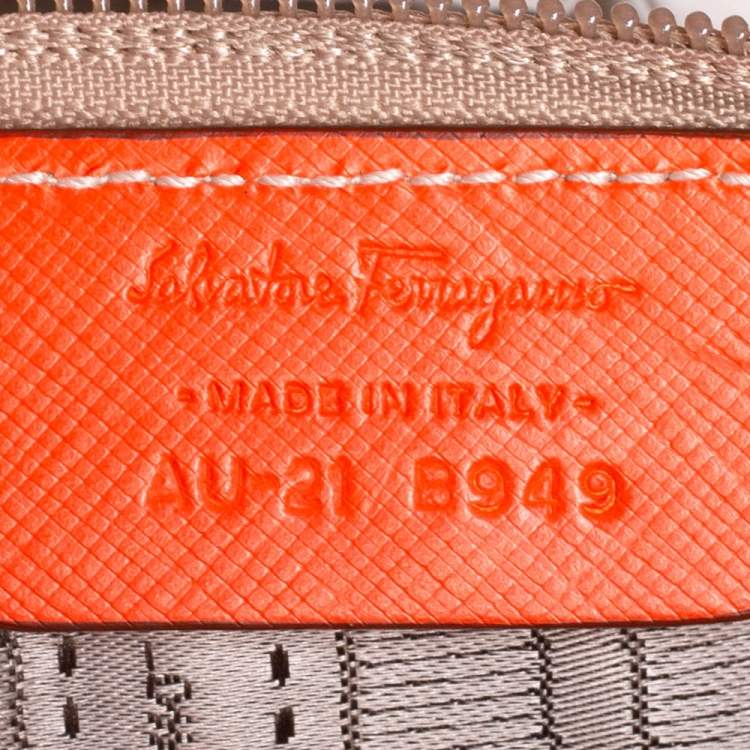 Salvatore Ferragamo
-MADE IN ITALY-
AU-21 B949